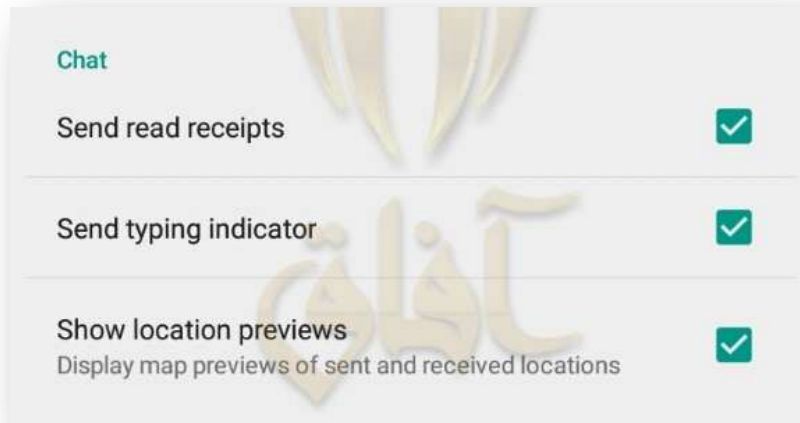 Chat
Send read receipts
Send typing indicator
Show location previews
Display map previews of sent and received locations
آفاق